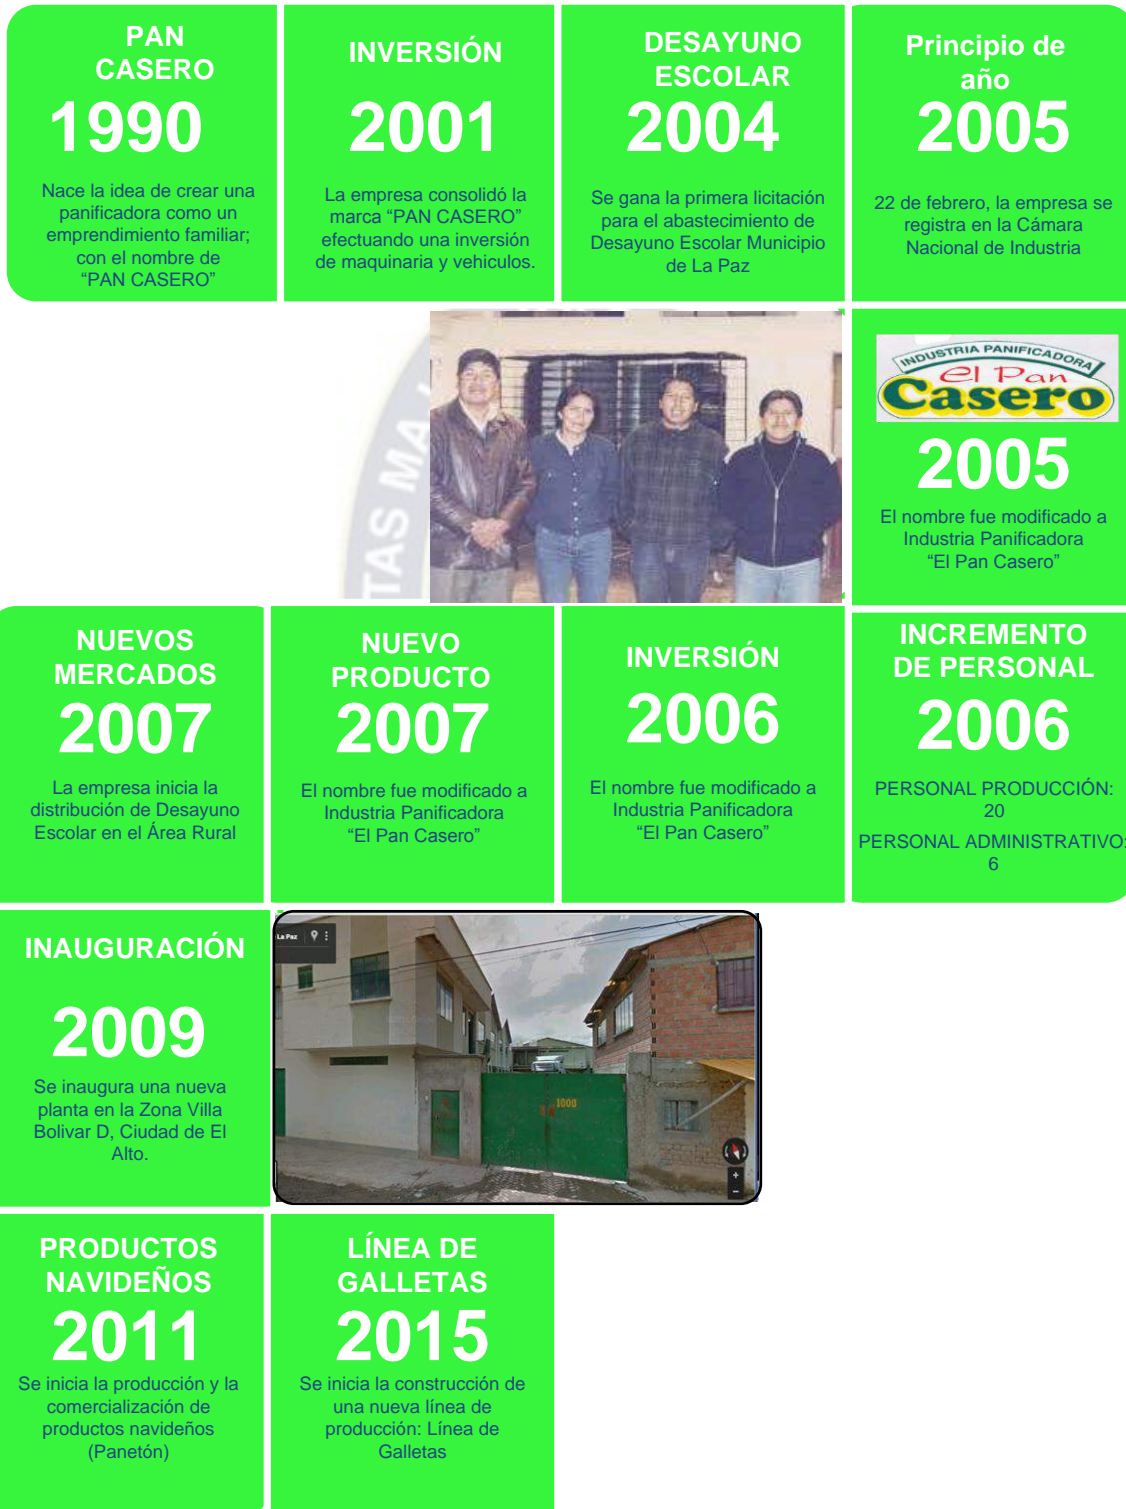 PAN
CASERO
1990
Nace la idea de crear una
panificadora como un
emprendimiento familiar;
con el nombre de
“PAN CASERO”
INVERSIÓN
2001
La empresa consolidó la
marca “PAN CASERO”
efectuando una inversión
de maquinaria y vehiculos.
DESAYUNO
ESCOLAR
2004
Se gana la primera licitación
para el abastecimiento de
Desayuno Escolar Municipio
de La Paz
Principio de
año
2005
22 de febrero, la empresa se
registra en la Cámara
Nacional de Industria
TAS MA
INDUSTRIA PANIFICADORA
El Pan
Casero
2005
El nombre fue modificado a
Industria Panificadora
“El Pan Casero”
NUEVOS
MERCADOS
2007
La empresa inicia la
distribución de Desayuno
Escolar en el Área Rural
NUEVO
PRODUCTO
2007
El nombre fue modificado a
Industria Panificadora
“El Pan Casero”
INVERSIÓN
2006
El nombre fue modificado a
Industria Panificadora
“El Pan Casero”
INCREMENTO
DE PERSONAL
2006
PERSONAL PRODUCCIÓN:
20
PERSONAL ADMINISTRATIVO:
6
INAUGURACIÓN
2009
Se inaugura una nueva
planta en la Zona Villa
Bolivar D, Ciudad de El
Alto.
La Paz
1000
PRODUCTOS
NAVIDEÑOS
2011
Se inicia la producción y la
comercialización de
productos navideños
(Panetón)
LÍNEA DE
GALLETAS
2015
Se inicia la construcción de
una nueva línea de
producción: Línea de
Galletas